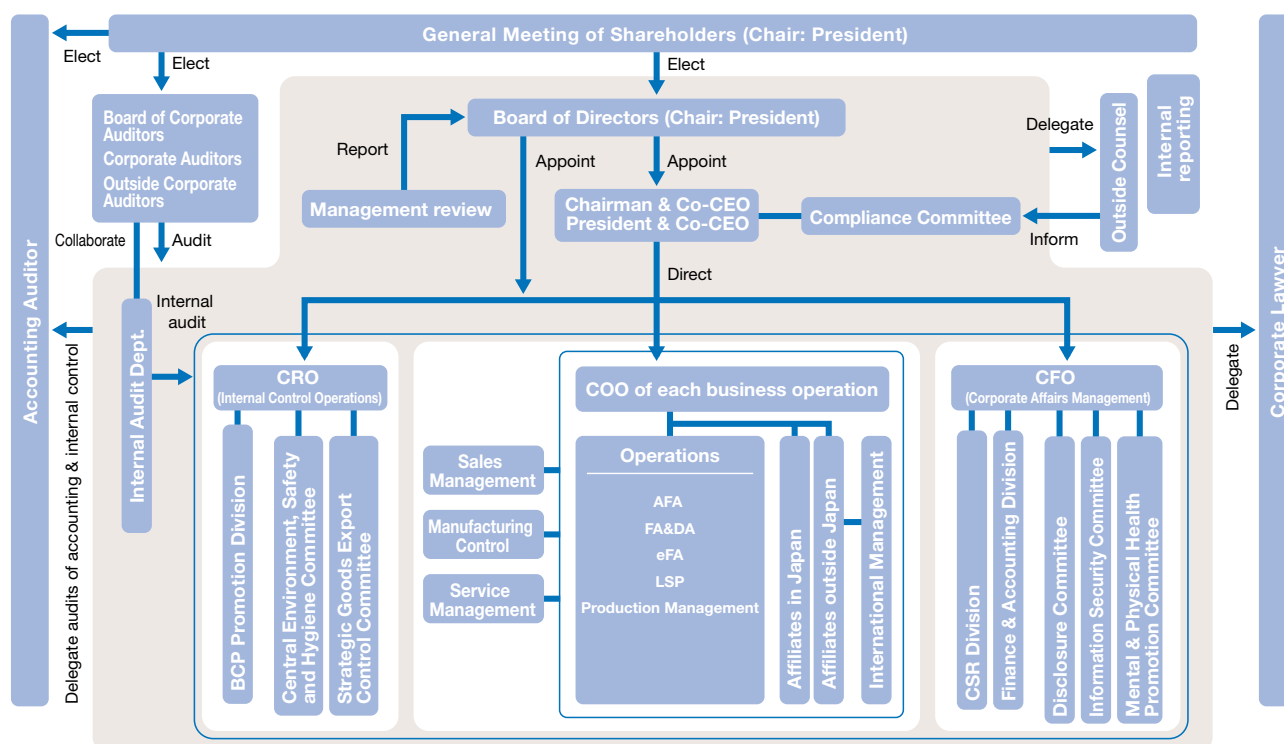 General Meeting of Shareholders (Chair: President)
Elect
Elect
Elect
Accounting Auditor
Board of Corporate
Auditors
Corporate Auditors
Outside Corporate
Auditors
Board of Directors (Chair: President)
Report
Appoint
Appoint
Management review
Chairman & Co-CEO
President & Co-CEO
Compliance Committee
Delegate
Inform
Outside Counsel
Internal
reporting
Corporate Lawyer
Collaborate
Audit
Direct
Internal
audit
Internal Audit Dept.
Delegate audits of accounting & internal control
Delegate
CRO
(Internal Control Operations)
BCP Promotion Division
Central Environment, Safety
and Hygiene Committee
Strategic Goods Export
Control Committee
Sales
Management
Manufacturing
Control
Service
Management
COO of each business operation
Operations
AFA
FA&DA
eFA
LSP
Production Management
Affiliates in Japan
Affiliates outside Japan
International Management
CFO
(Corporate Affairs Management)
CSR Division
Finance & Accounting Division
Disclosure Committee
Information Security Committee
Mental & Physical Health
Promotion Committee